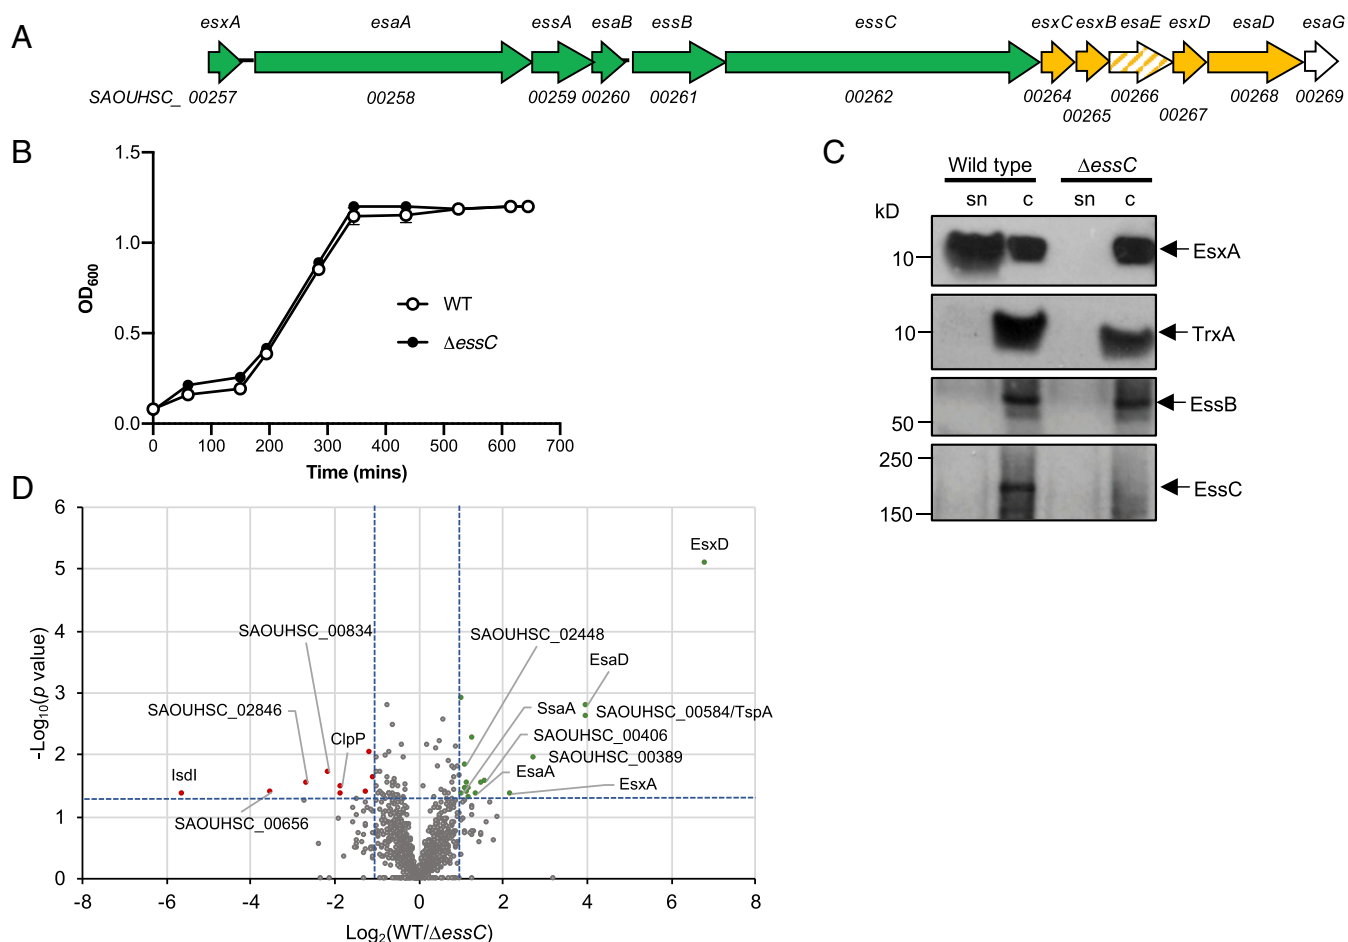 A
esxA esaA essA esaB essB essC esxC esxB esaE esxD esaD esaG
SAOUHSC_ 00257 00258 00259 00260 00261 00262 00264 00265 00266 00267 00268 00269
B
1.5
1.0
0.5
0.0
OD600
0 100 200 300 400 500 600 700
Time (mins)
WT
ΔessC
C
Wild type ΔessC
sn c sn c
kD
10 EsxA
10 TrxA
50 EssB
250
150 EssC
D
6
5
4
3
2
1
0
-Log10(p value)
-8 -6 -4 -2 0 2 4 6 8
Log2(WT/ΔessC)
EsxD
SAOUHSC_00834
SAOUHSC_02448
EsaD
SAOUHSC_02846
SsaA
SAOUHSC_00584/TspA
ClpP
SAOUHSC_00406
SAOUHSC_00389
IsdI
EsaA
EsxA
SAOUHSC_00656